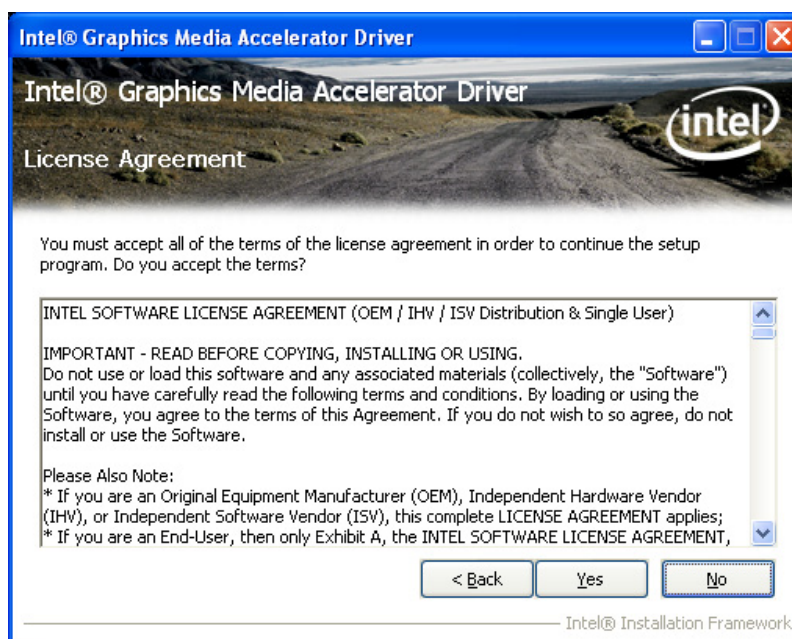 Intel® Graphics Media Accelerator Driver
Intel® Graphics Media Accelerator Driver
intel
License Agreement
You must accept all of the terms of the license agreement in order to continue the setup
program. Do you accept the terms?
INTEL SOFTWARE LICENSE AGREEMENT (OEM / IHV / ISV Distribution & Single User)
IMPORTANT - READ BEFORE COPYING, INSTALLING OR USING.
Do not use or load this software and any associated materials (collectively, the "Software")
until you have carefully read the following terms and conditions. By loading or using the
Software, you agree to the terms of this Agreement. If you do not wish to so agree, do not
install or use the Software.
Please Also Note:
* If you are an Original Equipment Manufacturer (OEM), Independent Hardware Vendor
(IHV), or Independent Software Vendor (ISV), this complete LICENSE AGREEMENT applies;
* If you are an End-User, then only Exhibit A, the INTEL SOFTWARE LICENSE AGREEMENT,
< Back
Yes
No
Intel® Installation Framework